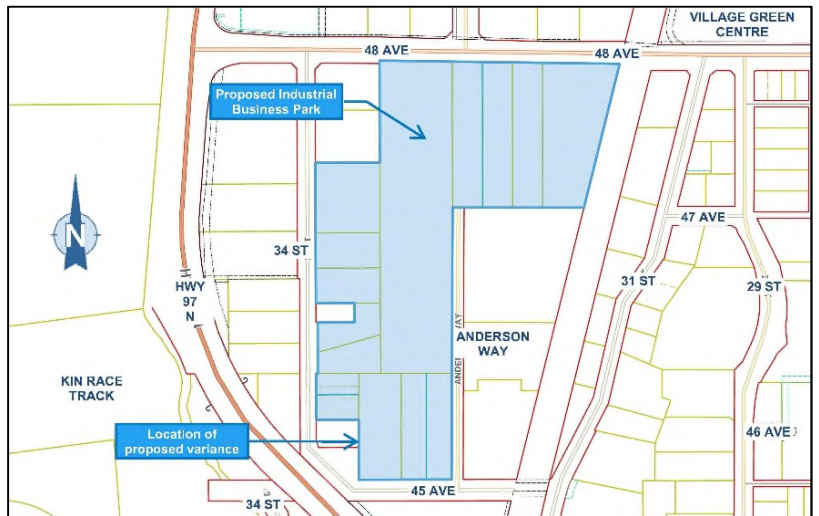 VILLAGE GREEN
CENTRE
48 AVE
48 AVE
Proposed Industrial
Business Park
N
34 ST
47 AVE
HWY
97
N
31 ST
29 ST
ANDERSON
WAY
KIN RACE
TRACK
Location of
proposed variance
46 AVE
45 AVE
34 ST